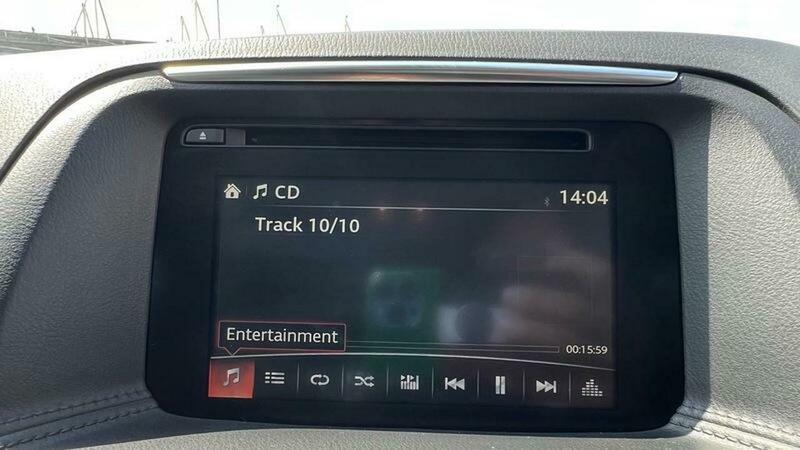 CD
14:04
Track 10/10
Entertainment
00:15:59